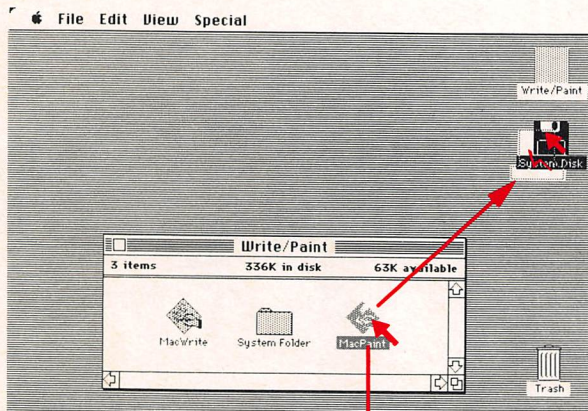 File Edit View Special
Write/Paint
System Disk
Write/Paint
3 items 336K in disk 63K available
MacWrite System Folder MacPaint
Trash